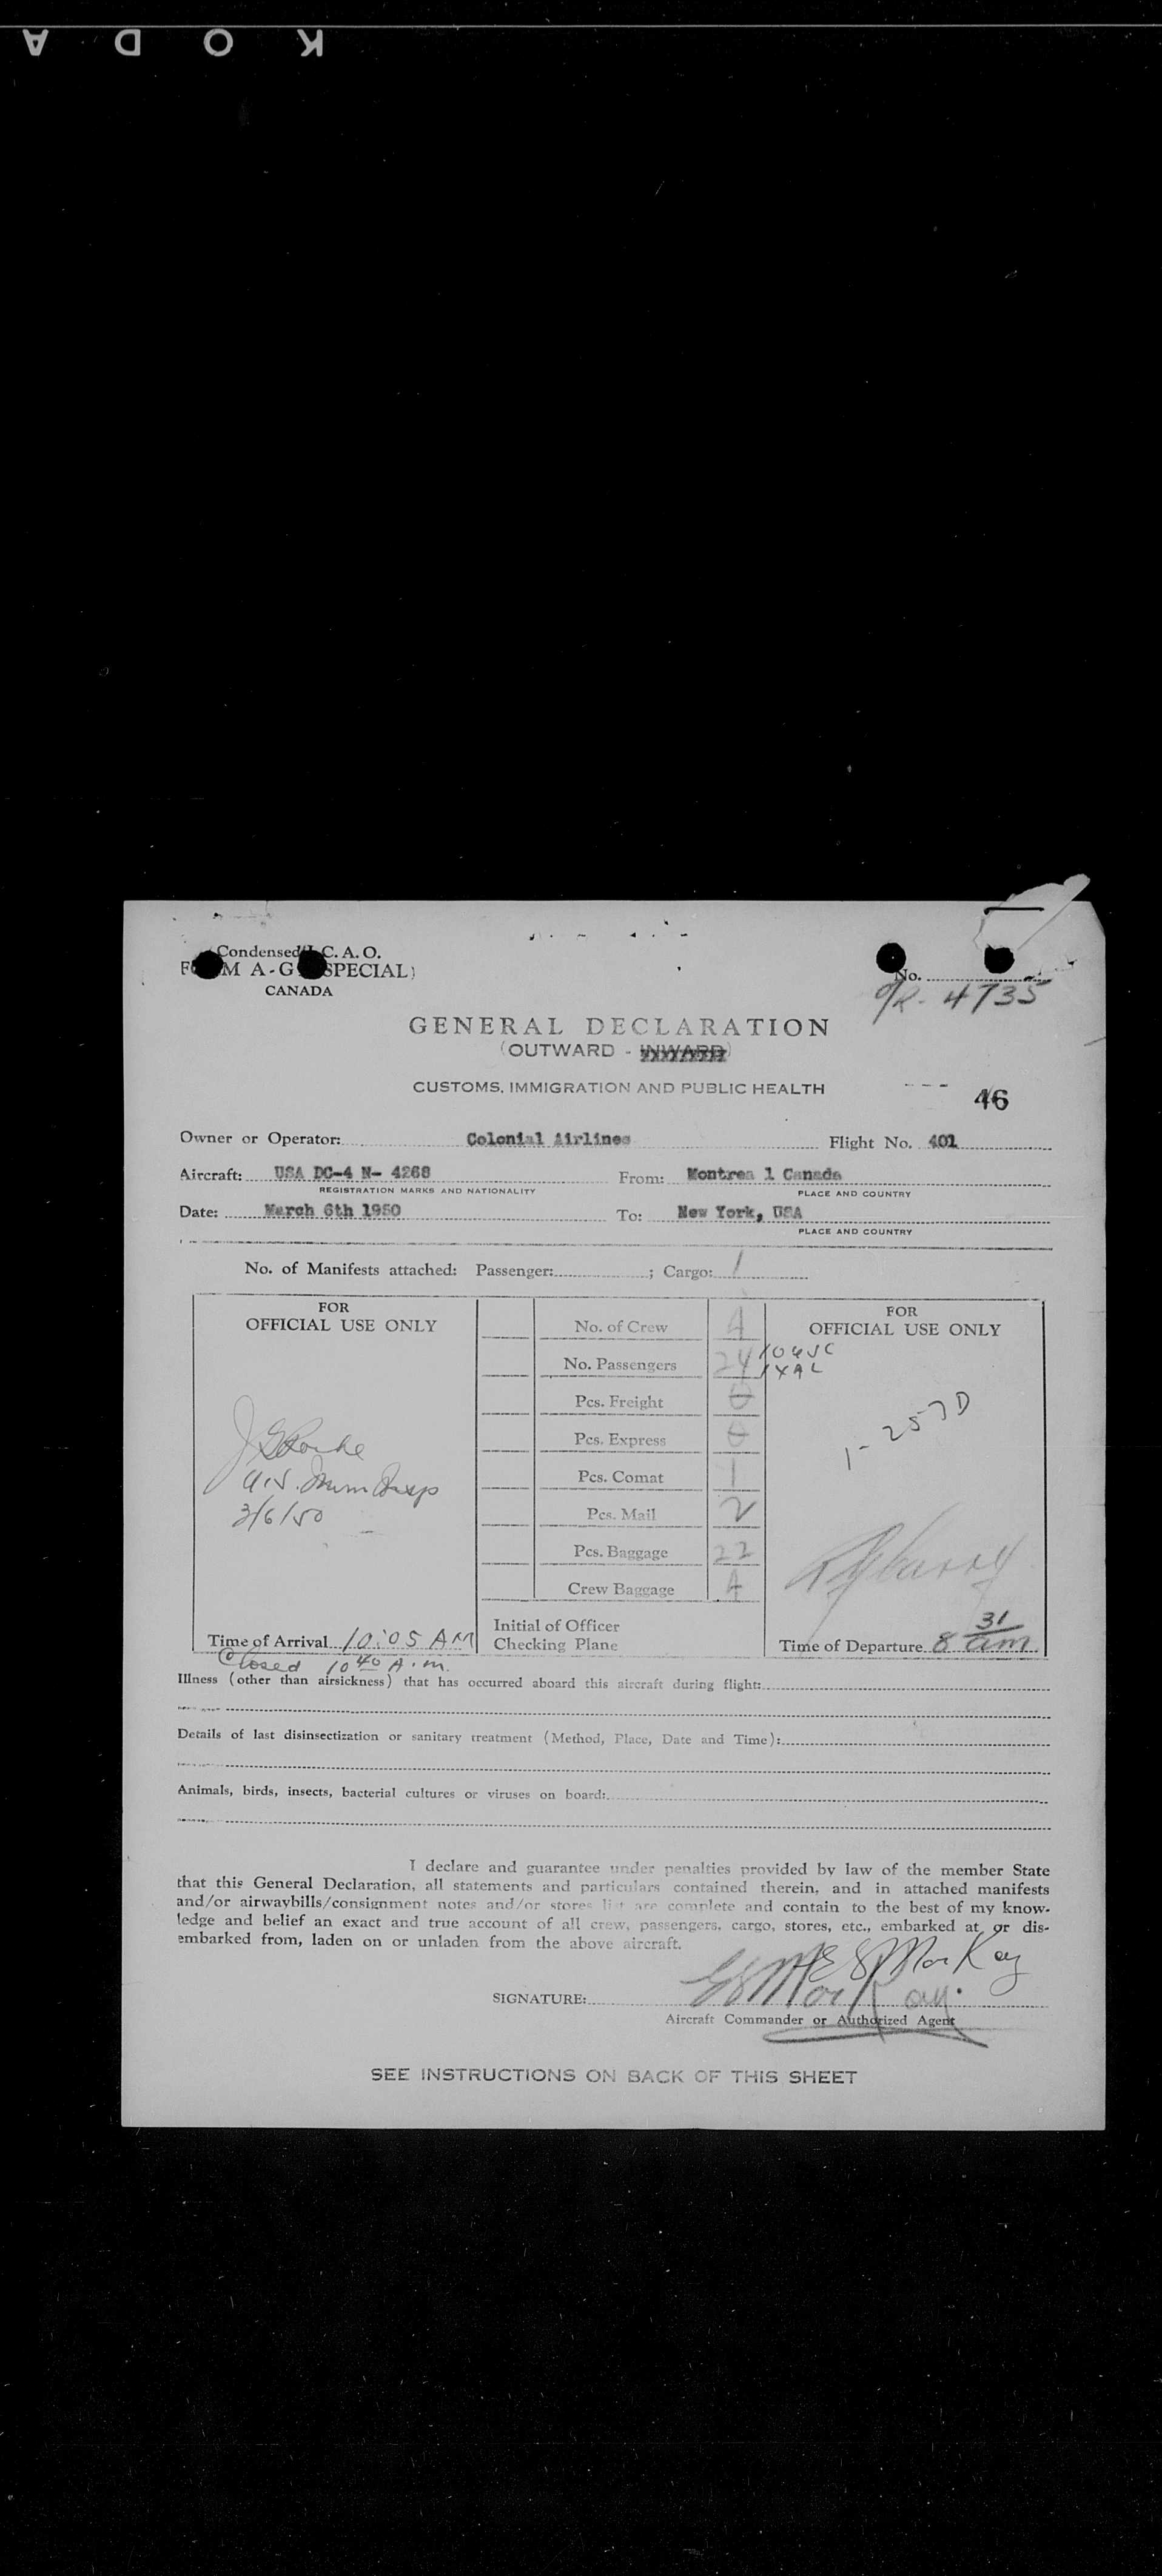 KODA
Condensed I. C. A. O.
FORM A-G (SPECIAL)
CANADA
No.
O/R - 4735
GENERAL DECLARATION
(OUTWARD - INWARD)
CUSTOMS, IMMIGRATION AND PUBLIC HEALTH
46
Owner or Operator: Colonial Airlines Flight No. 401
Aircraft: USA DC-4 N- 4268 From: Montrea l Canada
REGISTRATION MARKS AND NATIONALITY PLACE AND COUNTRY
Date: March 6th 1950 To: New York, USA
PLACE AND COUNTRY
No. of Manifests attached: Passenger: ; Cargo: 1
FOR
OFFICIAL USE ONLY
3/6/50
Time of Arrival 10:05 AM
Closed 10 40 A.m.
No. of Crew 4
No. Passengers 24
Pcs. Freight 0
Pcs. Express 0
Pcs. Comat 1
Pcs. Mail 2
Pcs. Baggage 22
Crew Baggage 4
Initial of Officer
Checking Plane
FOR
OFFICIAL USE ONLY
1- 257D
Time of Departure 8 31 am
Illness (other than airsickness) that has occurred aboard this aircraft during flight:
Details of last disinsectization or sanitary treatment (Method, Place, Date and Time):
Animals, birds, insects, bacterial cultures or viruses on board:
I declare and guarantee under penalties provided by law of the member State
that this General Declaration, all statements and particulars contained therein, and in attached manifests
and/or airwaybills/consignment notes and/or stores list are complete and contain to the best of my know-
ledge and belief an exact and true account of all crew, passengers, cargo, stores, etc., embarked at or dis-
embarked from, laden on or unladen from the above aircraft.
SIGNATURE: MacKay
Aircraft Commander or Authorized Agent
SEE INSTRUCTIONS ON BACK OF THIS SHEET